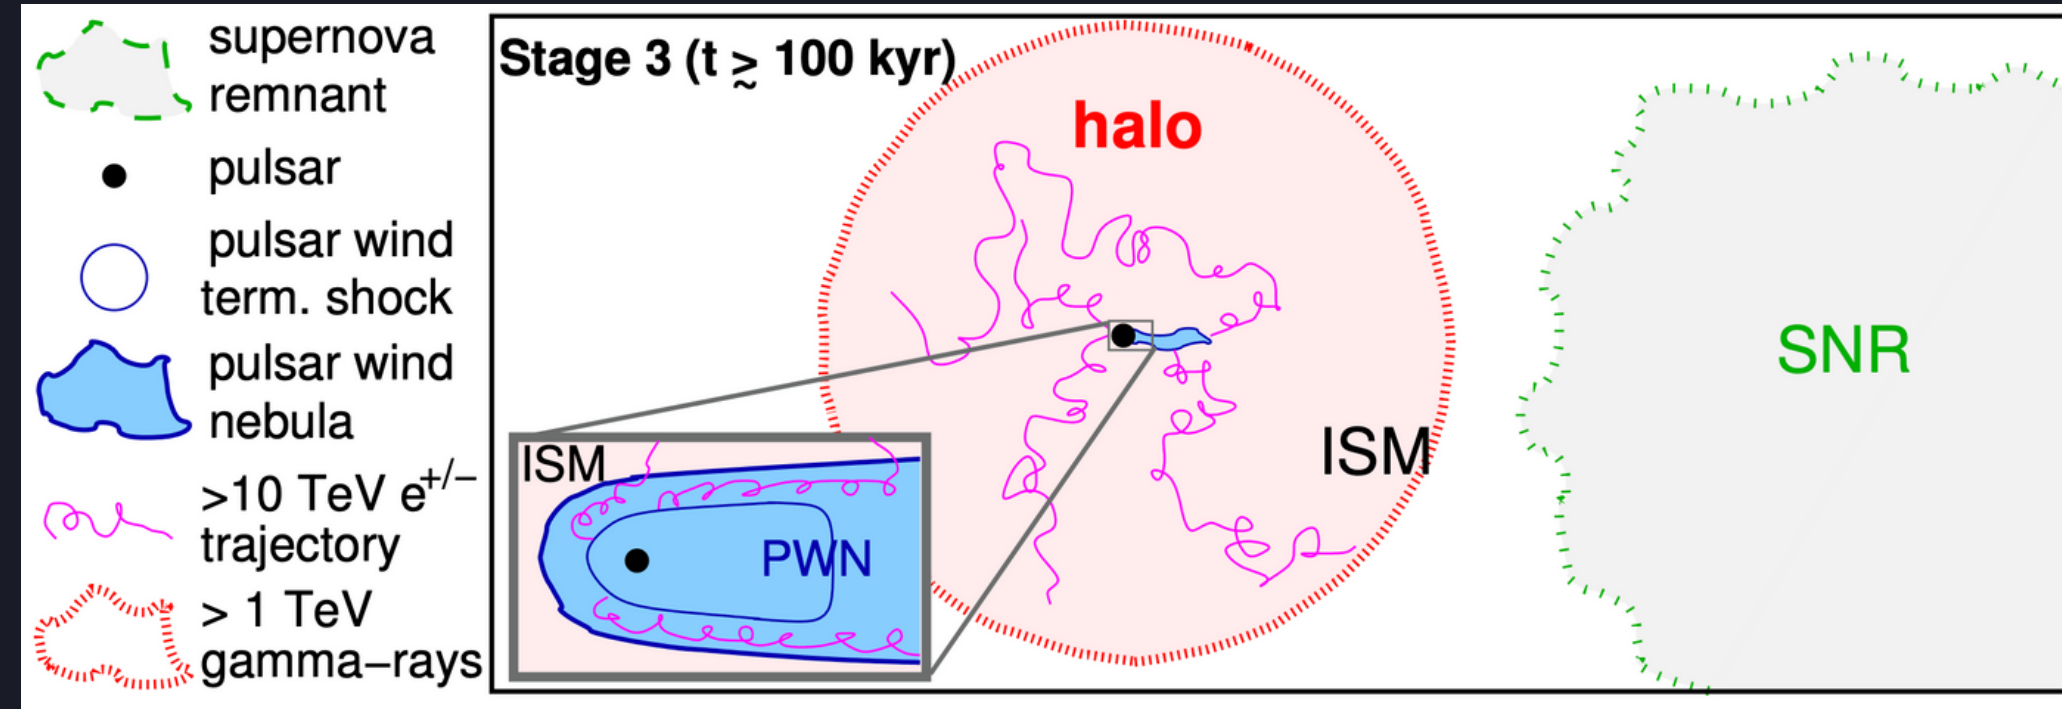 supernova
remnant
pulsar
pulsar wind
term. shock
pulsar wind
nebula
>10 TeV e+/−
trajectory
> 1 TeV
gamma−rays
Stage 3 (t ≳ 100 kyr)
halo
ISM
SNR
ISM
PWN